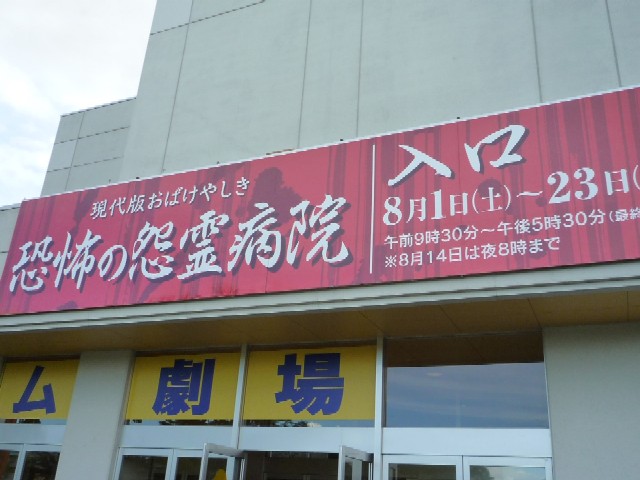 現代版おばけやしき
恐怖の怨霊病院
入口
8月1日(土)～23日(
午前9時30分～午後5時30分(最終
※8月14日は夜8時まで
ム劇場